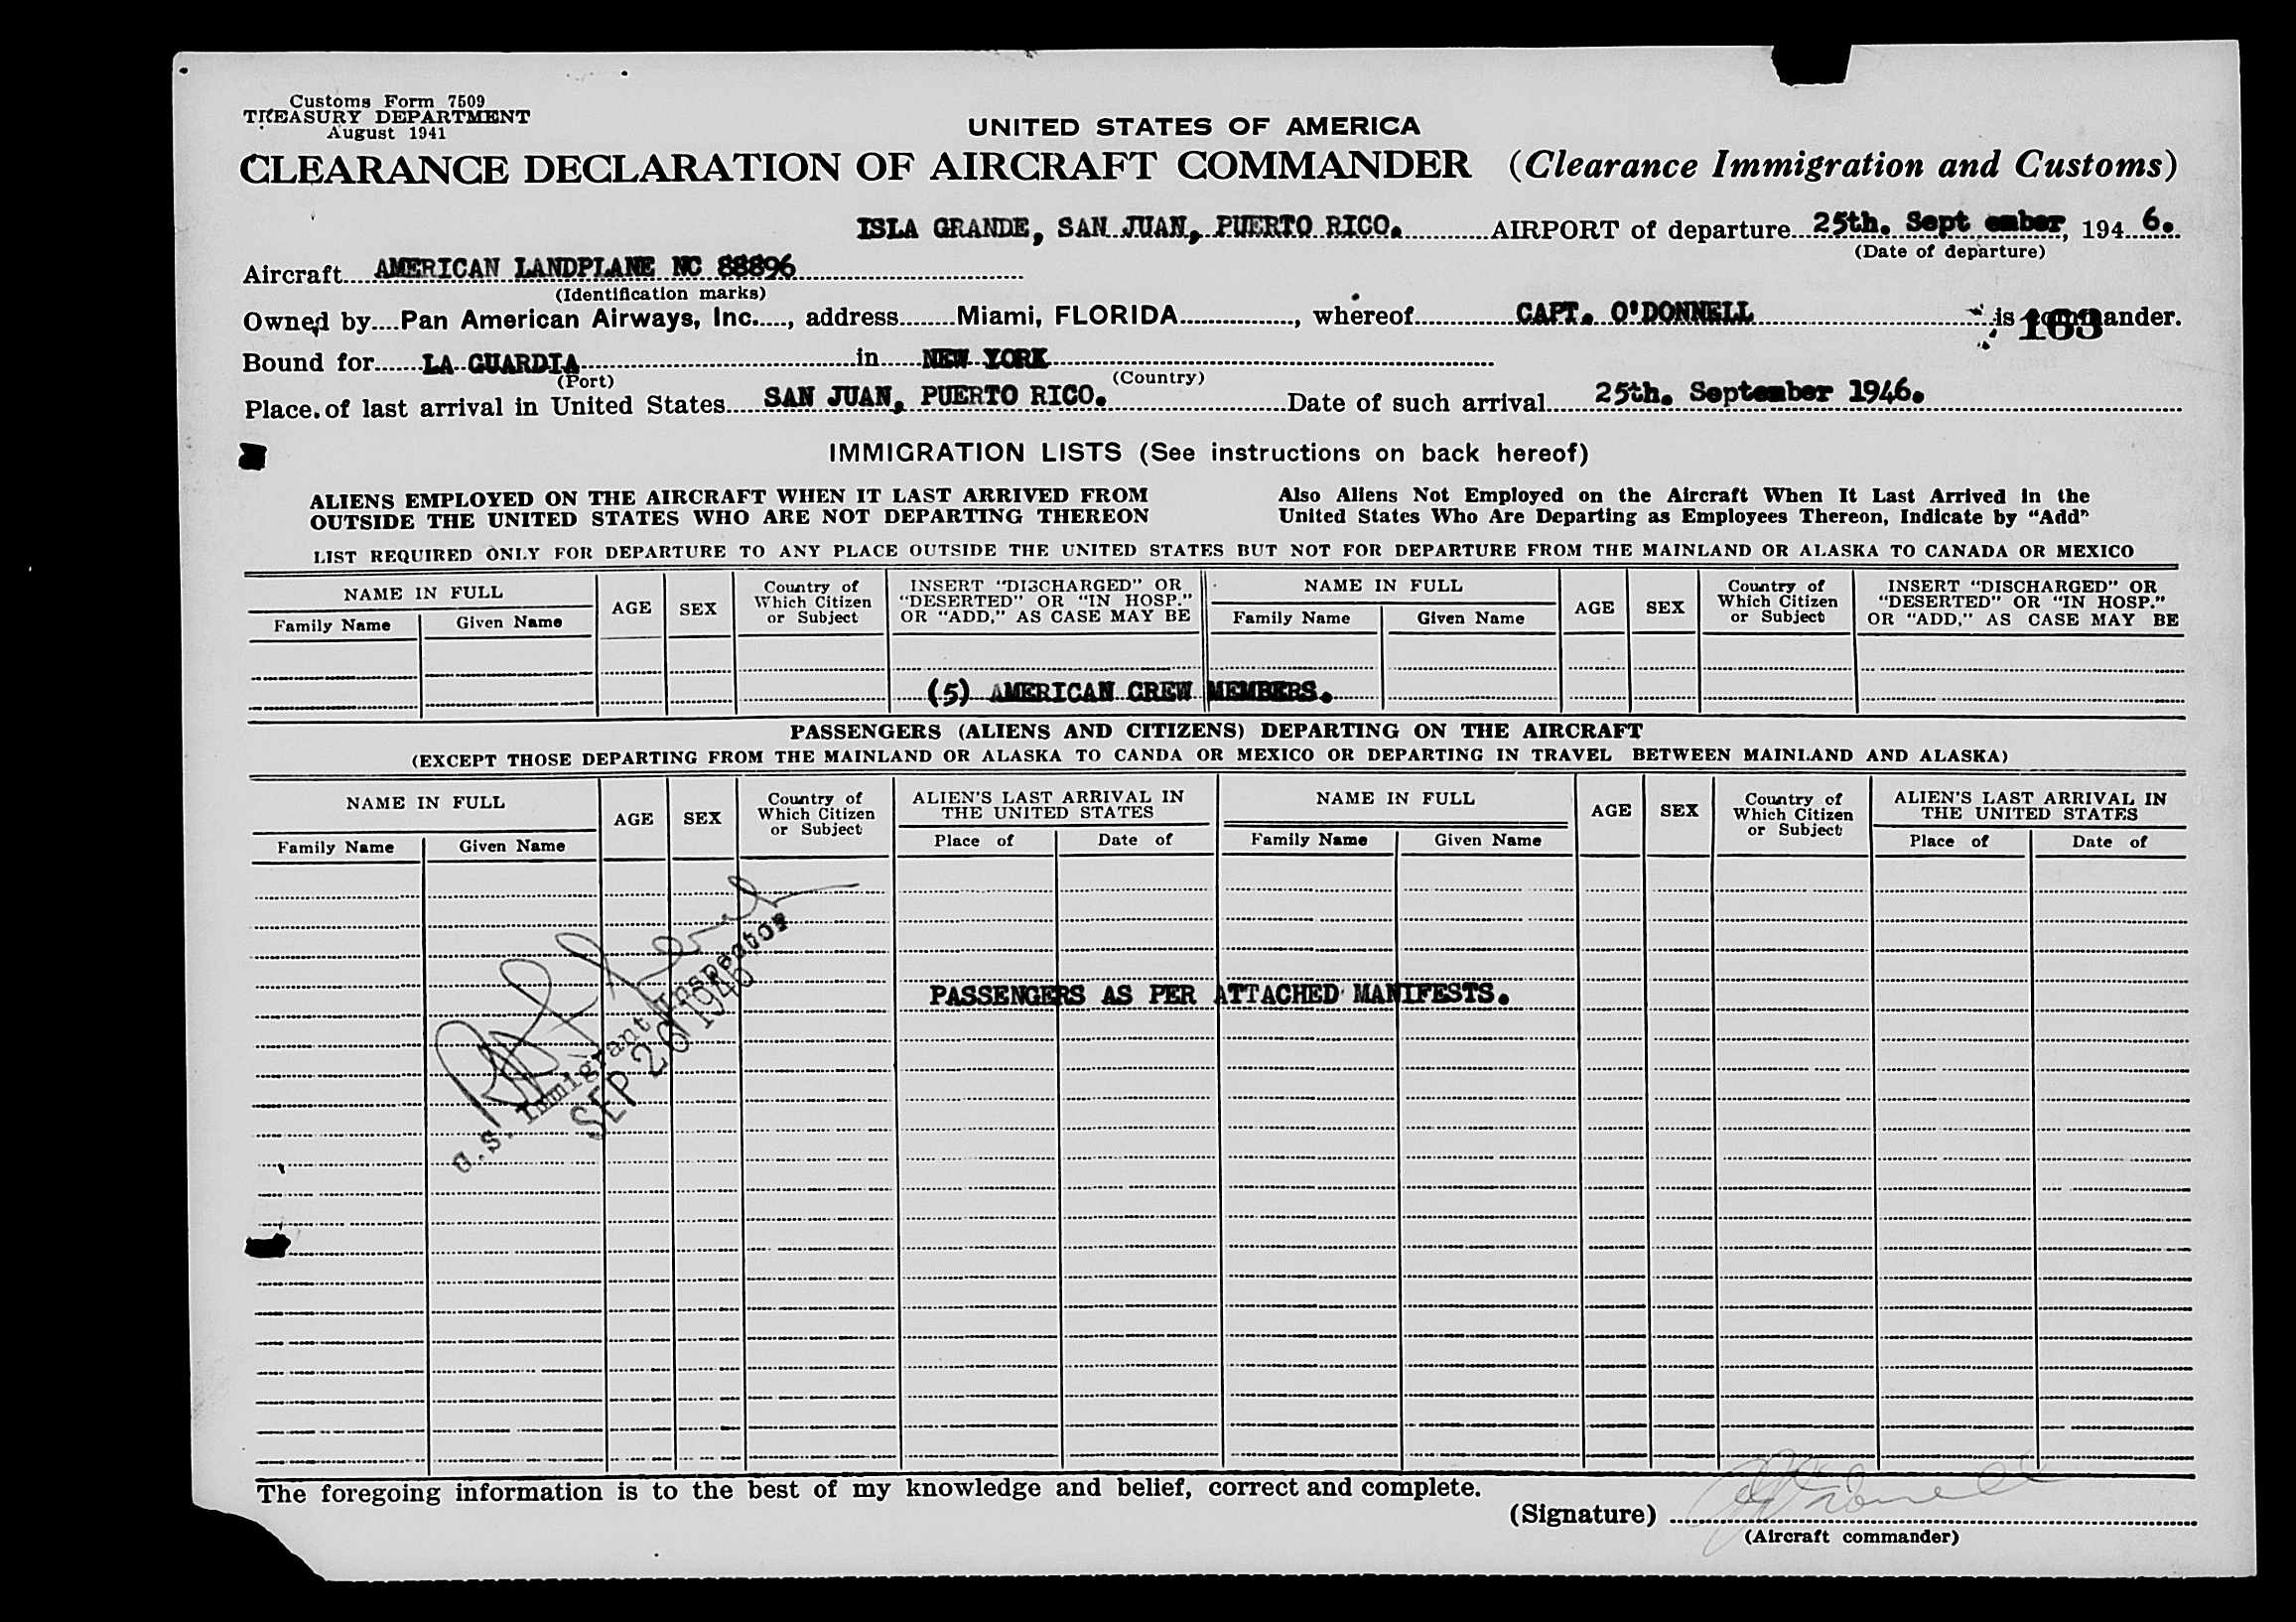 Customs Form 7509
TREASURY DEPARTMENT
August 1941
UNITED STATES OF AMERICA
CLEARANCE DECLARATION OF AIRCRAFT COMMANDER (Clearance Immigration and Customs)
ISLA GRANDE, SAN JUAN, PUERTO RICO. AIRPORT of departure 25th. Sept ember, 194 6.
(Date of departure)
Aircraft AMERICAN LANDPLANE NC 88896
(Identification marks)
Owned by Pan American Airways, Inc., address Miami, FLORIDA, whereof CAPT. O'DONNELL is commander.
163
Bound for LA GUARDIA in NEW YORK
(Port) (Country)
Place of last arrival in United States SAN JUAN, PUERTO RICO. Date of such arrival 25th. September 1946.
IMMIGRATION LISTS (See instructions on back hereof)
ALIENS EMPLOYED ON THE AIRCRAFT WHEN IT LAST ARRIVED FROM
OUTSIDE THE UNITED STATES WHO ARE NOT DEPARTING THEREON
Also Aliens Not Employed on the Aircraft When It Last Arrived in the
United States Who Are Departing as Employees Thereon, Indicate by "Add"
LIST REQUIRED ONLY FOR DEPARTURE TO ANY PLACE OUTSIDE THE UNITED STATES BUT NOT FOR DEPARTURE FROM THE MAINLAND OR ALASKA TO CANADA OR MEXICO
NAME IN FULL
Family Name
Given Name
AGE
SEX
Country of
Which Citizen
or Subject
INSERT "DISCHARGED" OR
"DESERTED" OR "IN HOSP."
OR "ADD," AS CASE MAY BE
NAME IN FULL
Family Name
Given Name
AGE
SEX
Country of
Which Citizen
or Subject
INSERT "DISCHARGED" OR
"DESERTED" OR "IN HOSP."
OR "ADD," AS CASE MAY BE
(5) AMERICAN CREW MEMBERS.
PASSENGERS (ALIENS AND CITIZENS) DEPARTING ON THE AIRCRAFT
(EXCEPT THOSE DEPARTING FROM THE MAINLAND OR ALASKA TO CANDA OR MEXICO OR DEPARTING IN TRAVEL BETWEEN MAINLAND AND ALASKA)
NAME IN FULL
Family Name
Given Name
AGE
SEX
Country of
Which Citizen
or Subject
ALIEN'S LAST ARRIVAL IN
THE UNITED STATES
Place of
Date of
NAME IN FULL
Family Name
Given Name
AGE
SEX
Country of
Which Citizen
or Subject
ALIEN'S LAST ARRIVAL IN
THE UNITED STATES
Place of
Date of
PASSENGERS AS PER ATTACHED MANIFESTS.
U.S. Immigrant Inspector
SEP 26 1946
The foregoing information is to the best of my knowledge and belief, correct and complete.
(Signature)
(Aircraft commander)